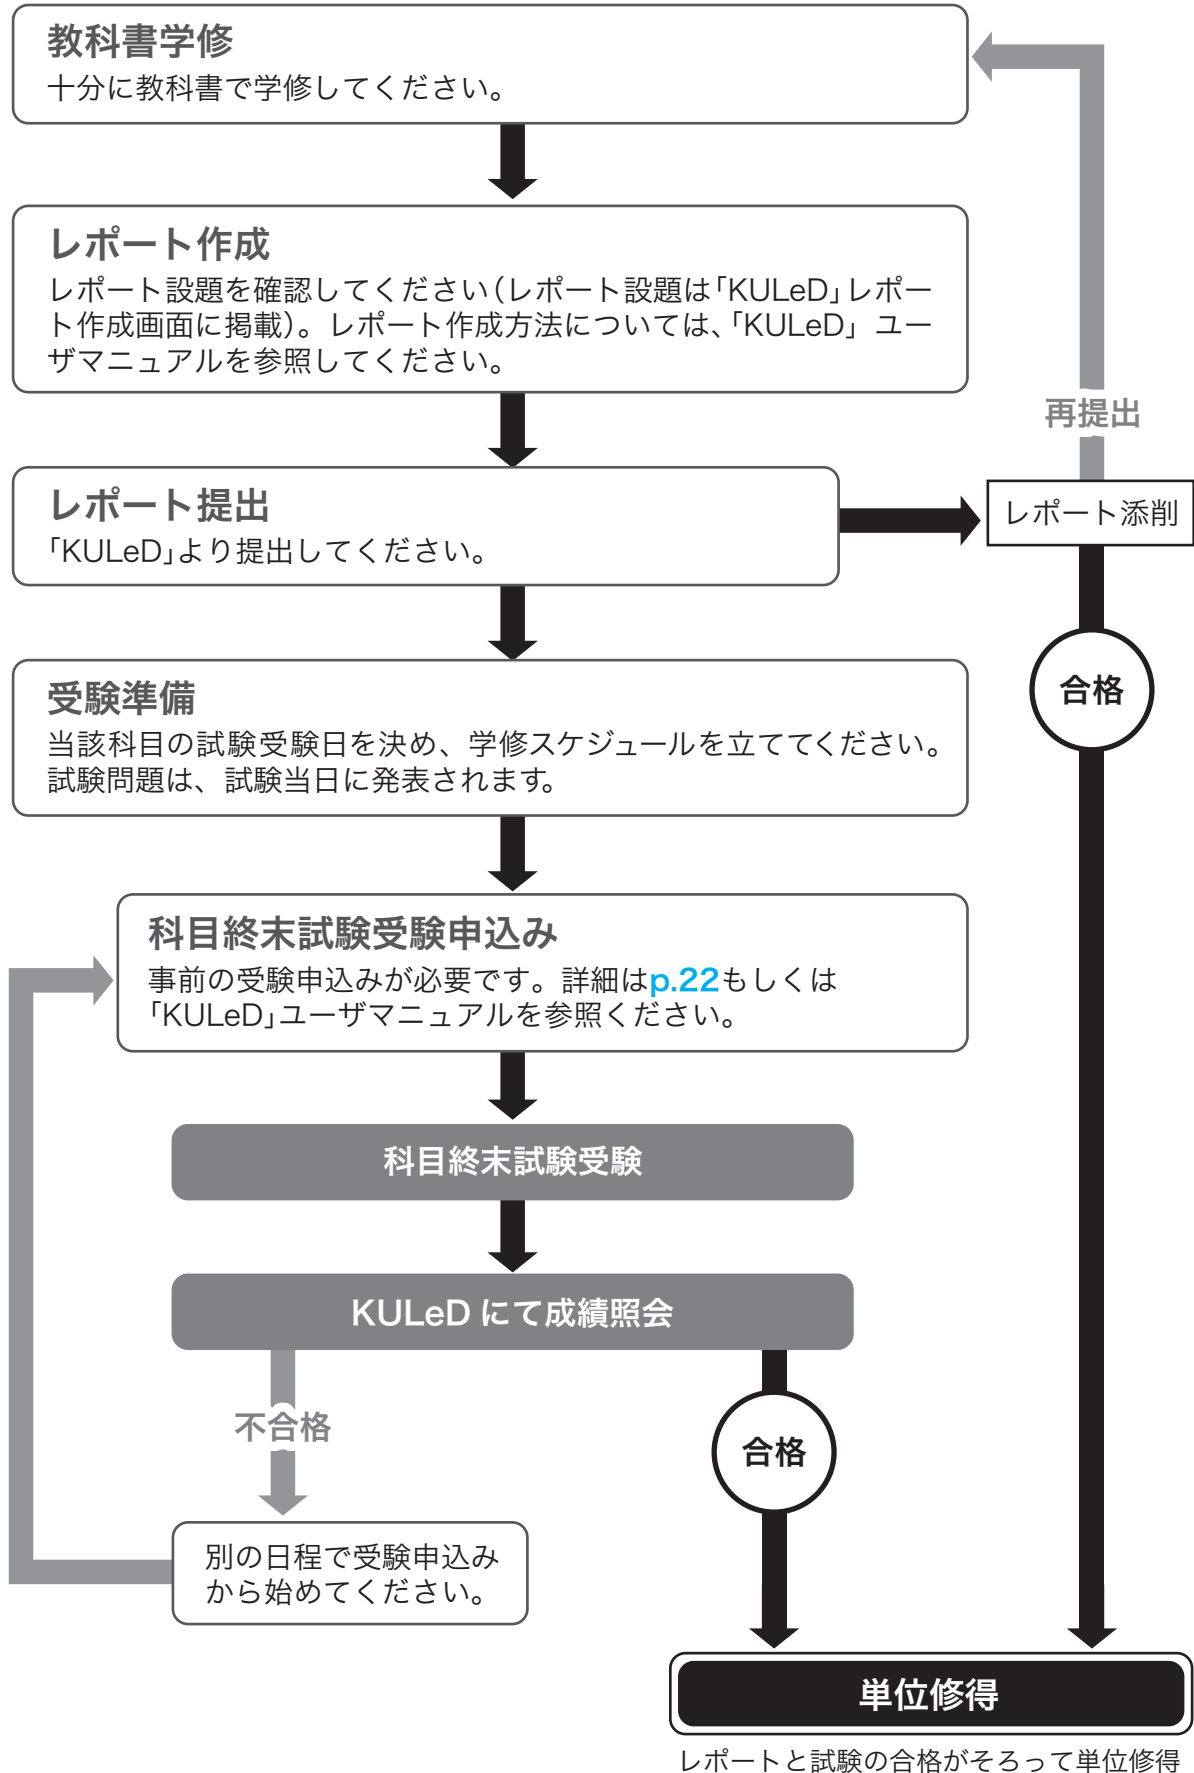 教科書学修
十分に教科書で学修してください。
レポート作成
レポート設題を確認してください(レポート設題は「KULeD」レポー
ト作成画面に掲載)。レポート作成方法については、「KULeD」ユー
ザマニュアルを参照してください。
再提出
レポート提出
「KULeD」より提出してください。
レポート添削
合格
受験準備
当該科目の試験受験日を決め、学修スケジュールを立ててください。
試験問題は、試験当日に発表されます。
科目終末試験受験申込み
事前の受験申込みが必要です。詳細はp.22もしくは
「KULeD」ユーザマニュアルを参照ください。
科目終末試験受験
KULeD にて成績照会
不合格
合格
別の日程で受験申込み
から始めてください。
単位修得
レポートと試験の合格がそろって単位修得